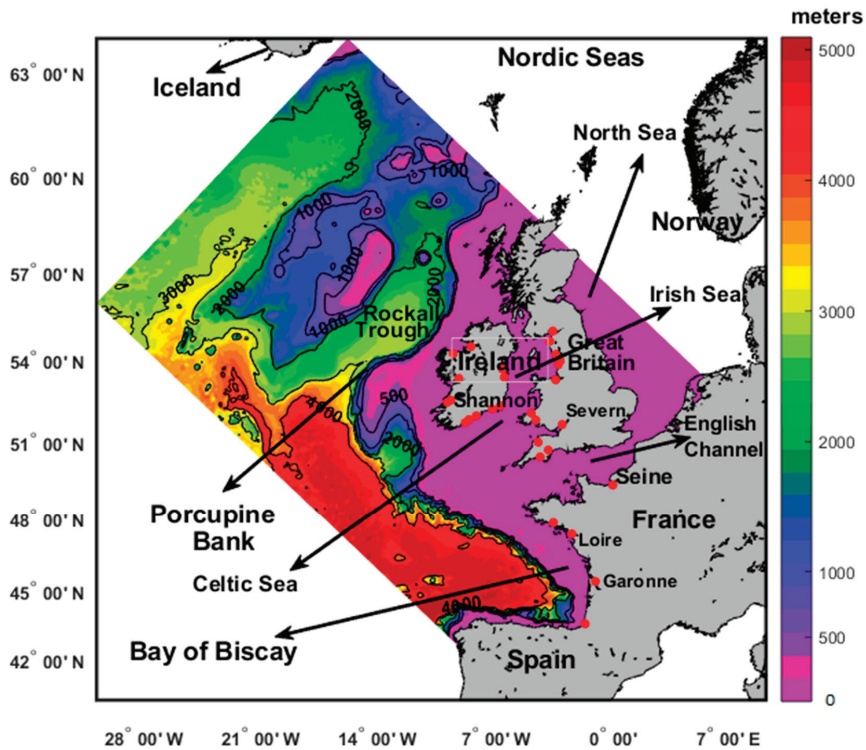 meters
Nordic Seas
Iceland
North Sea
Norway
Irish Sea
Rockall
Trough
Great
Britain
Ireland
Shannon
Severn
English
Channel
Seine
Porcupine
Bank
France
Loire
Celtic Sea
Garonne
Bay of Biscay
Spain
2000
1000
1000
1000
1000
2000
2000
3000
4000
500
2000
4000
63° 00' N
60° 00' N
57° 00' N
54° 00' N
51° 00' N
48° 00' N
45° 00' N
42° 00' N
28° 00' W
21° 00' W
14° 00' W
7° 00' W
0° 00'
7° 00' E
5000
4000
3000
2000
1000
500
0